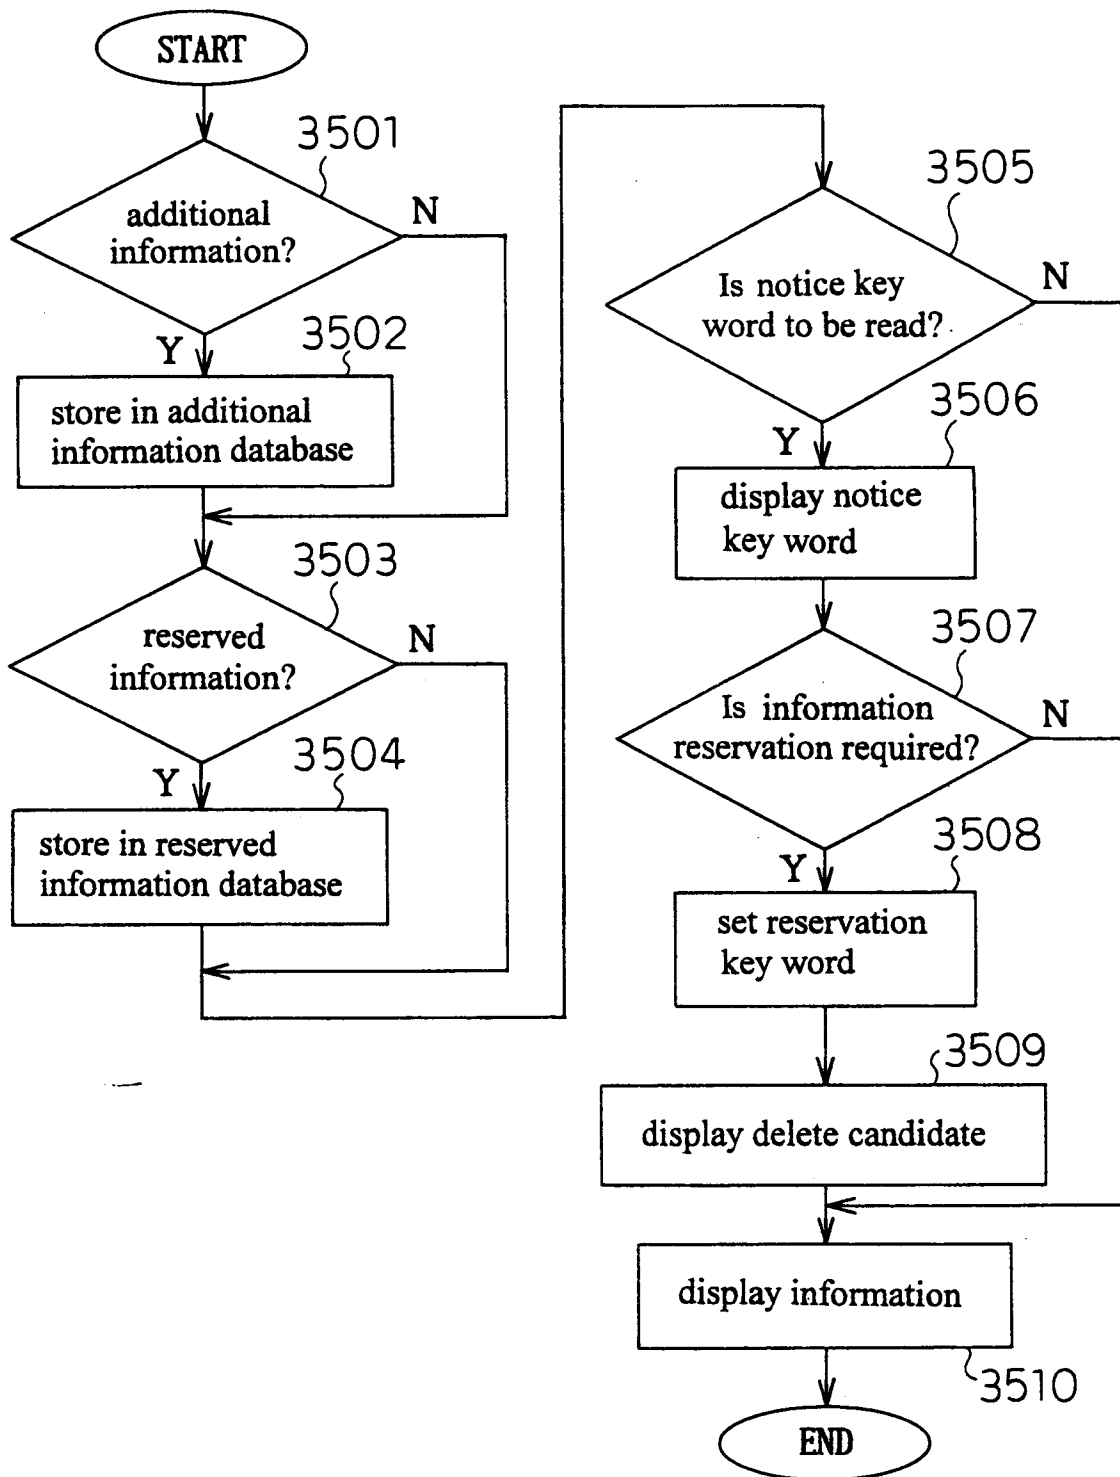 START
3501
additional
information?
N
Y
3502
store in additional
information database
3503
reserved
information?
N
Y
3504
store in reserved
information database
3505
Is notice key
word to be read?
N
Y
3506
display notice
key word
3507
Is information
reservation required?
N
Y
3508
set reservation
key word
3509
display delete candidate
display information
3510
END